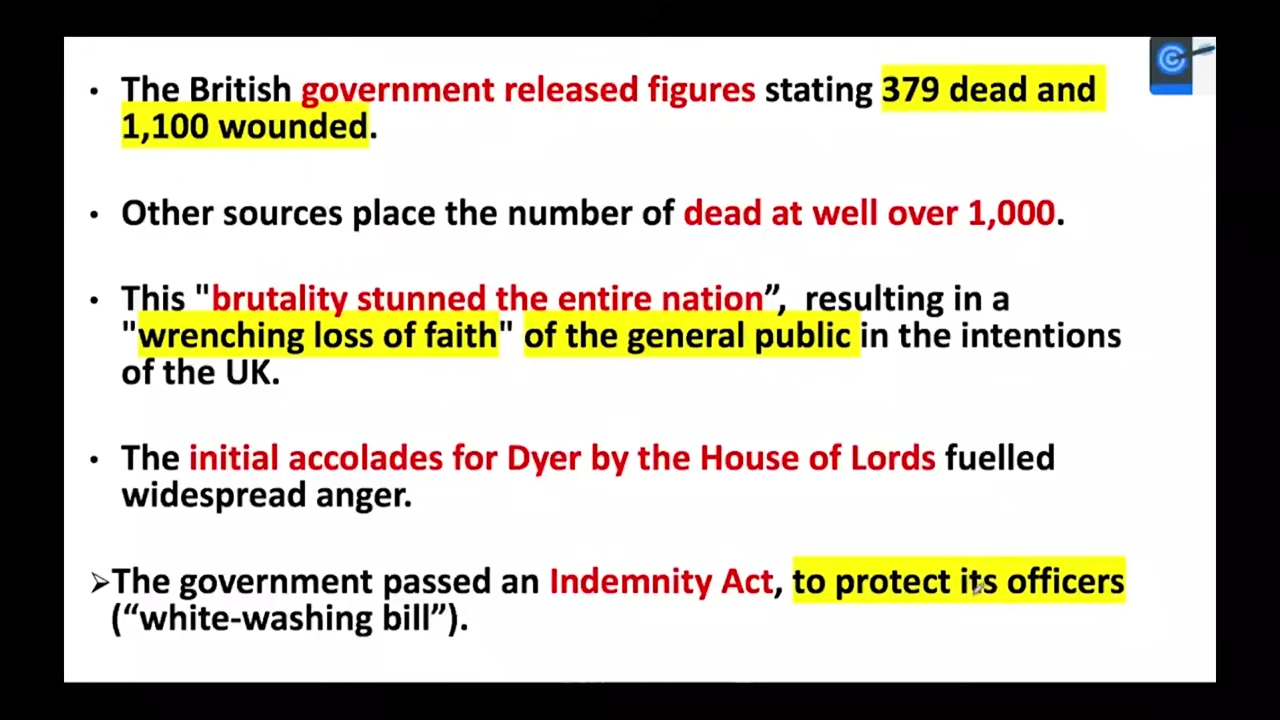 • The British government released figures stating 379 dead and
1,100 wounded.
• Other sources place the number of dead at well over 1,000.
• This "brutality stunned the entire nation”, resulting in a
"wrenching loss of faith" of the general public in the intentions
of the UK.
• The initial accolades for Dyer by the House of Lords fuelled
widespread anger.
➢The government passed an Indemnity Act, to protect its officers
(“white-washing bill”).